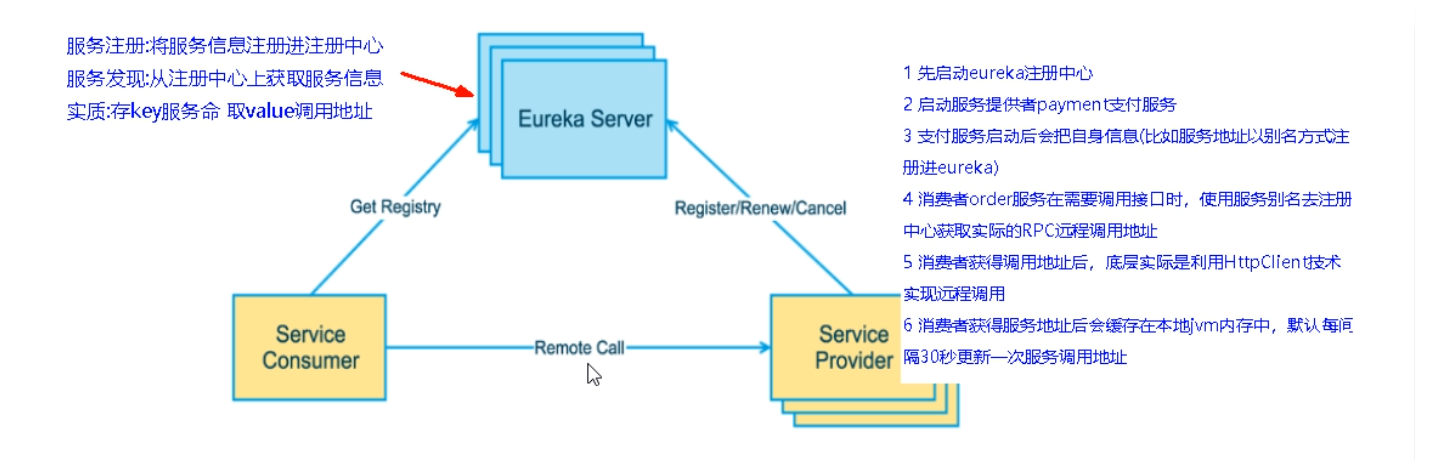 服务注册:将服务信息注册进注册中心
服务发现:从注册中心上获取服务信息
实质:存key服务命 取value调用地址
Eureka Server
Get Registry
Register/Renew/Cancel
Service
Consumer
Remote Call
Service
Provider
1 先启动eureka注册中心
2 启动服务提供者payment支付服务
3 支付服务启动后会把自身信息(比如服务地址以别名方式注
册进eureka)
4 消费者order服务在需要调用接口时，使用服务别名去注册
中心获取实际的RPC远程调用地址
5 消费者获得调用地址后，底层实际是利用HttpClient技术
实现远程调用
6 消费者获得服务地址后会缓存在本地jvm内存中，默认每间
隔30秒更新一次服务调用地址